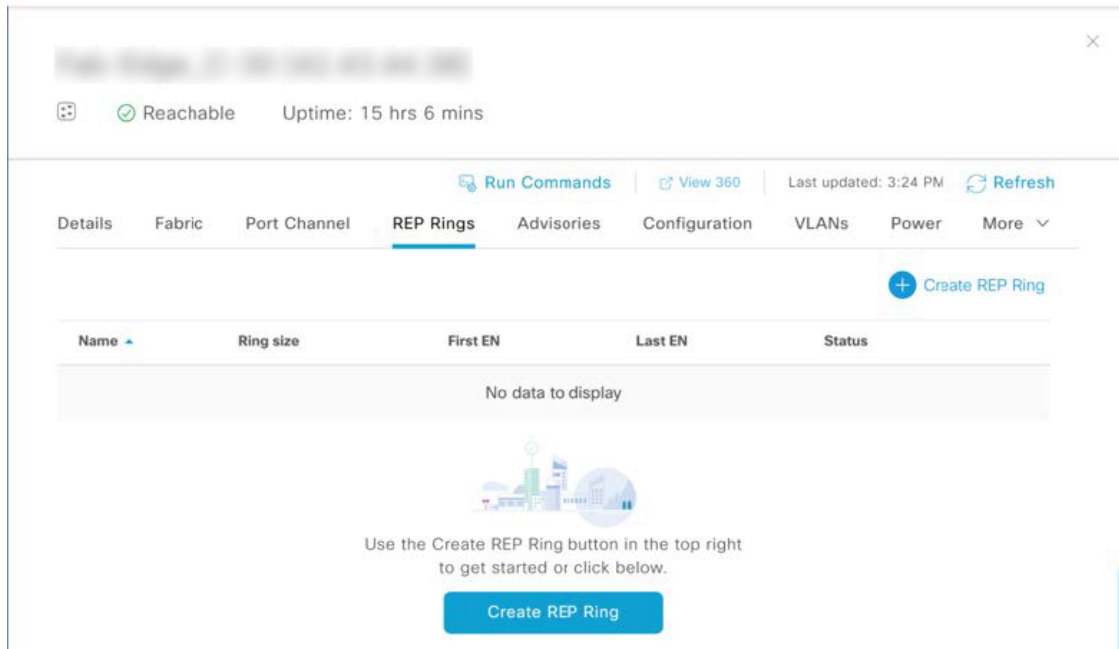 Reachable Uptime: 15 hrs 6 mins
Run Commands View 360 Last updated: 3:24 PM Refresh
Details Fabric Port Channel REP Rings Advisories Configuration VLANs Power More
Create REP Ring
Name Ring size First EN Last EN Status
No data to display
Use the Create REP Ring button in the top right
to get started or click below.
Create REP Ring